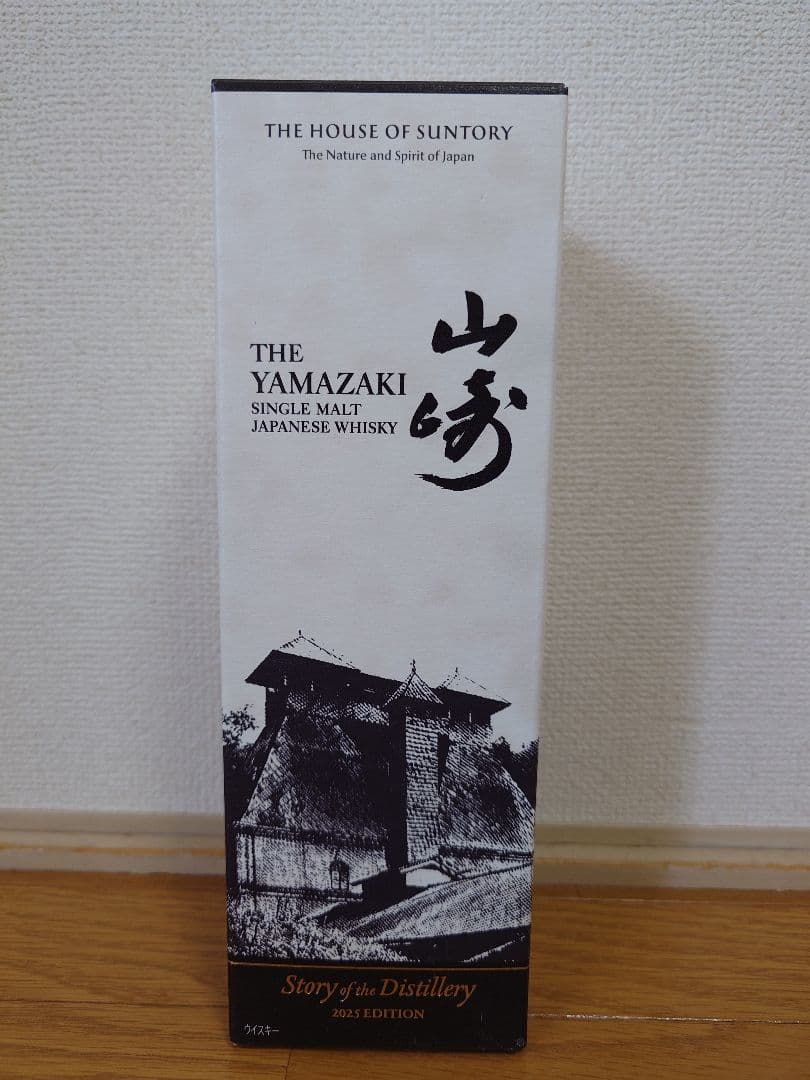 THE HOUSE OF SUNTORY
The Nature and Spirit of Japan
山崎
THE
YAMAZAKI
SINGLE MALT
JAPANESE WHISKY
Story of the Distillery
2025 EDITION
ウイスキー